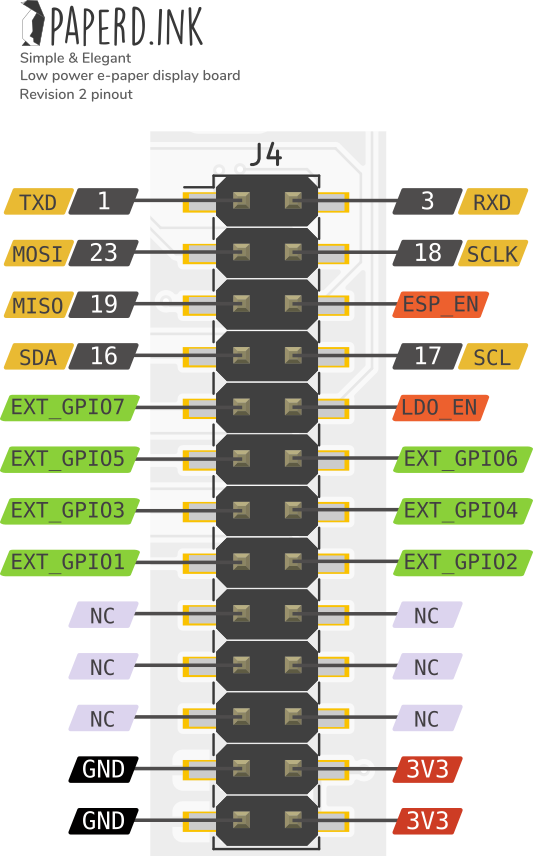 PAPERD.INK
Simple & Elegant
Low power e-paper display board
Revision 2 pinout
J4
TXD 1 3 RXD
MOSI 23 18 SCLK
MISO 19 ESP_EN
SDA 16 17 SCL
EXT_GPIO7 LDO_EN
EXT_GPIO5 EXT_GPIO6
EXT_GPIO3 EXT_GPIO4
EXT_GPIO1 EXT_GPIO2
NC NC
NC NC
NC NC
GND 3V3
GND 3V3